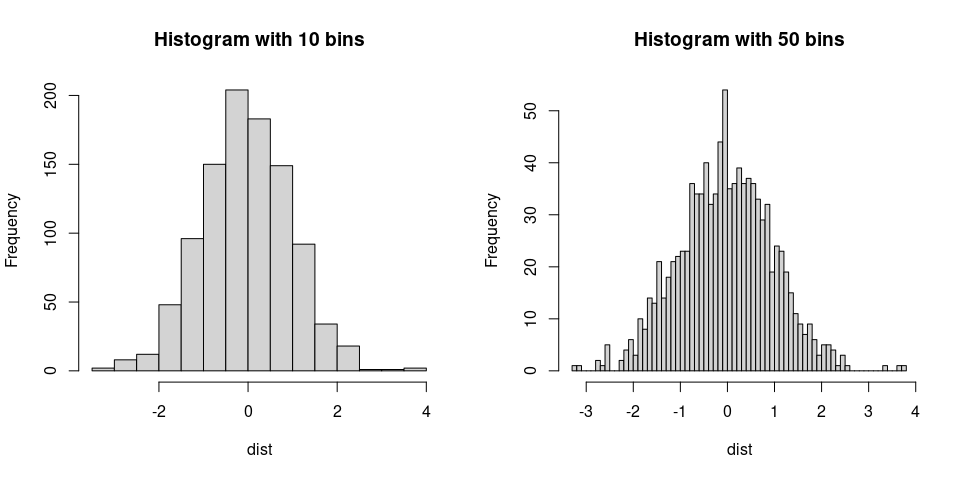 Histogram with 10 bins
Frequency
200
150
100
50
0
-2 0 2 4
dist
Histogram with 50 bins
Frequency
50
40
30
20
10
0
-3 -2 -1 0 1 2 3 4
dist